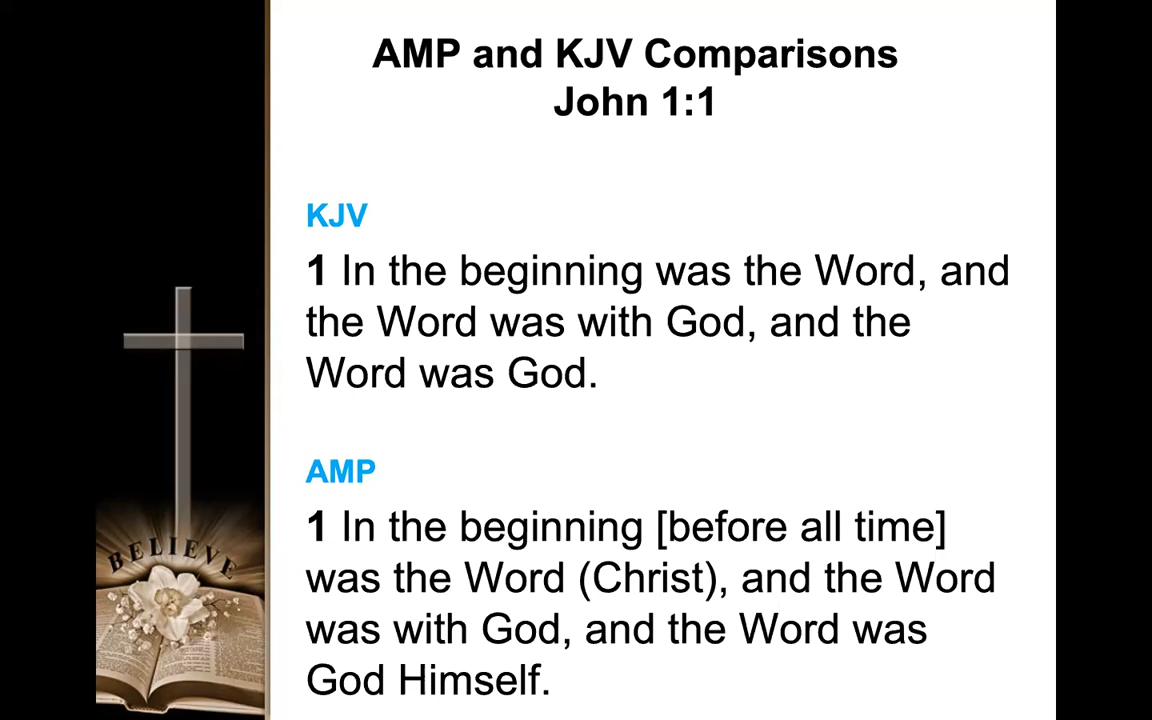 AMP and KJV Comparisons
John 1:1
KJV
1 In the beginning was the Word, and
the Word was with God, and the
Word was God.
AMP
1 In the beginning [before all time]
was the Word (Christ), and the Word
was with God, and the Word was
God Himself.
BELIEVE